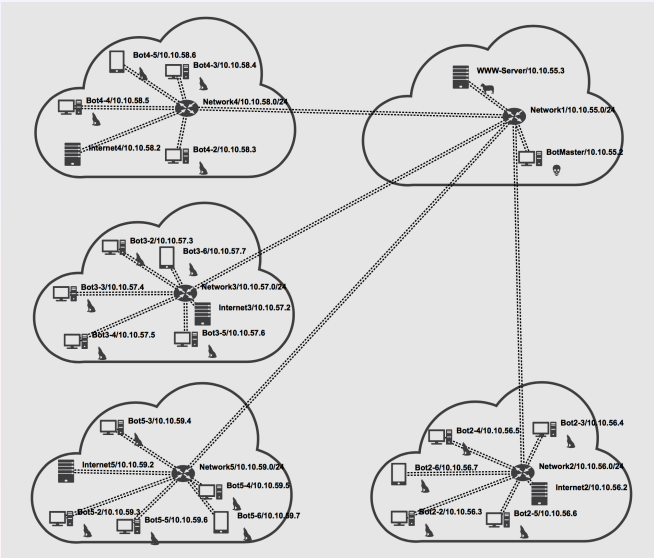 Bot4-5/10.10.58.6
Bot4-3/10.10.58.4
Bot4-4/10.10.58.5
Network4/10.10.58.0/24
Internet4/10.10.58.2
Bot4-2/10.10.58.3
WWW-Server/10.10.55.3
Network1/10.10.55.0/24
BotMaster/10.10.55.2
Bot3-2/10.10.57.3
Bot3-6/10.10.57.7
Bot3-3/10.10.57.4
Network3/10.10.57.0/24
Internet3/10.10.57.2
Bot3-4/10.10.57.5
Bot3-5/10.10.57.6
Bot5-3/10.10.59.4
Internet5/10.10.59.2
Network5/10.10.59.0/24
Bot5-4/10.10.59.5
Bot5-2/10.10.59.3
Bot5-5/10.10.59.6
Bot5-6/10.10.59.7
Bot2-3/10.10.56.4
Bot2-4/10.10.56.5
Bot2-6/10.10.56.7
Network2/10.10.56.0/24
Internet2/10.10.56.2
Bot2-2/10.10.56.3
Bot2-5/10.10.56.6